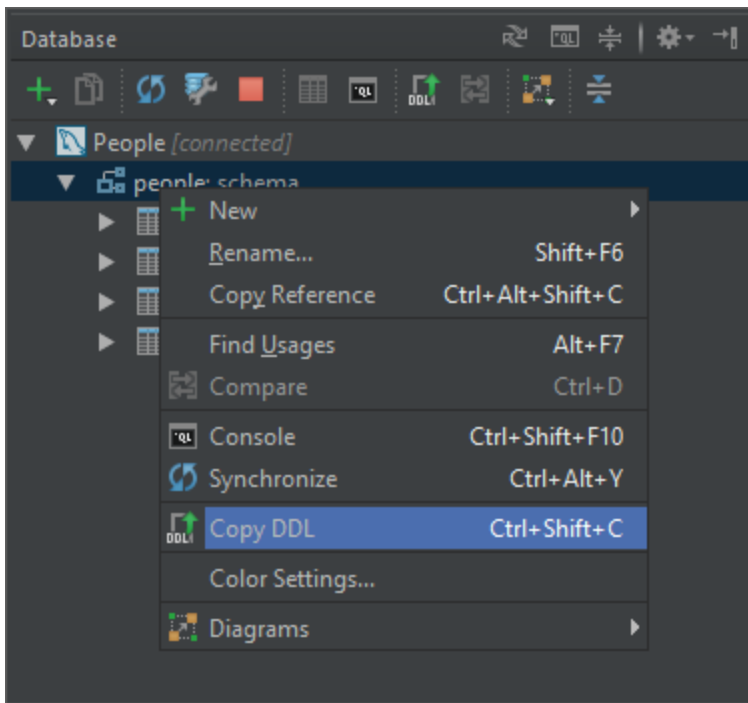 Database
People [connected]
people: schema
New
Rename... Shift+F6
Copy Reference Ctrl+Alt+Shift+C
Find Usages Alt+F7
Compare Ctrl+D
Console Ctrl+Shift+F10
Synchronize Ctrl+Alt+Y
DDL Copy DDL Ctrl+Shift+C
Color Settings...
Diagrams